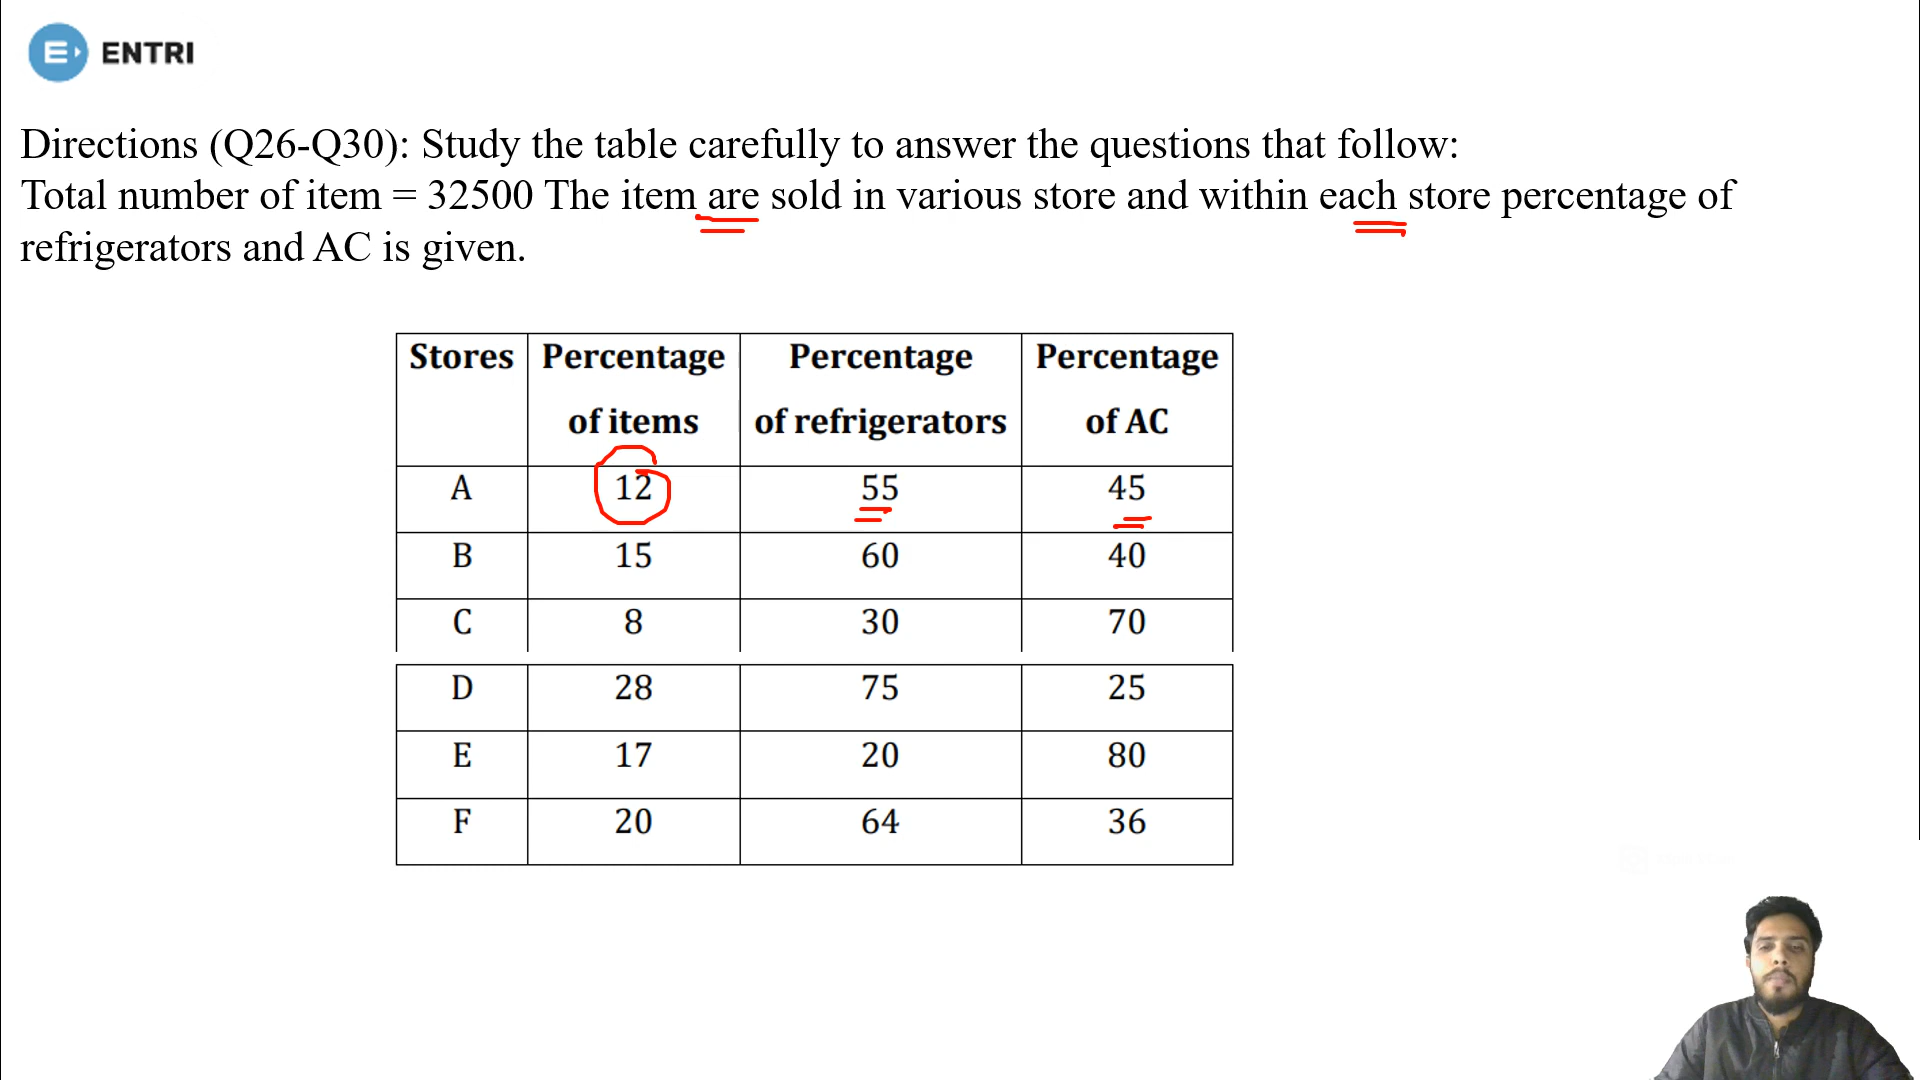 ENTRI
Directions (Q26-Q30): Study the table carefully to answer the questions that follow:
Total number of item = 32500 The item are sold in various store and within each store percentage of
refrigerators and AC is given.
Stores Percentage of items Percentage of refrigerators Percentage of AC
A 12 55 45
B 15 60 40
C 8 30 70
D 28 75 25
E 17 20 80
F 20 64 36